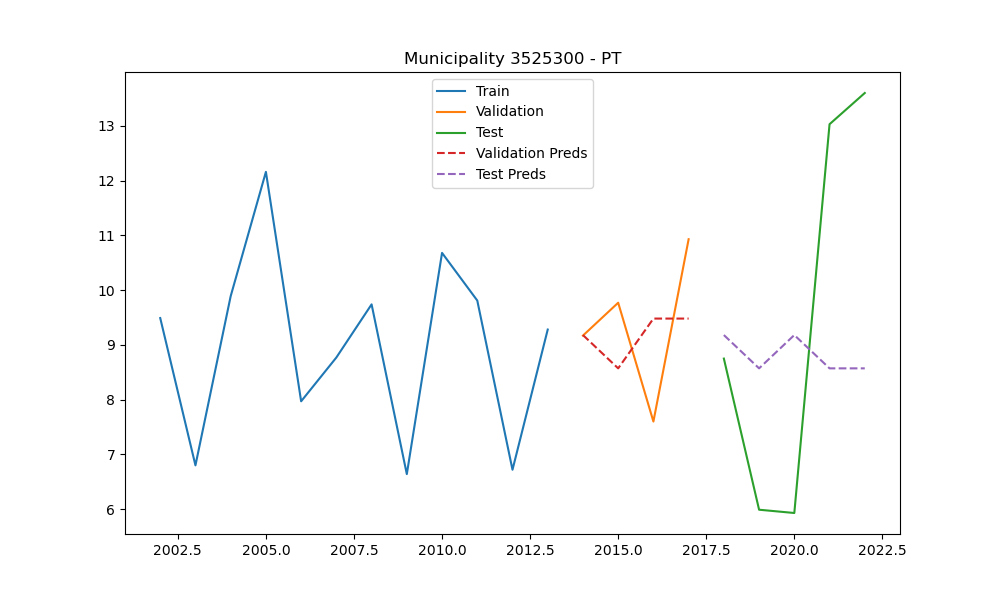 Municipality 3525300 - PT
Train
Validation
Test
Validation Preds
Test Preds
13
12
11
10
9
8
7
6
2002.5 2005.0 2007.5 2010.0 2012.5 2015.0 2017.5 2020.0 2022.5